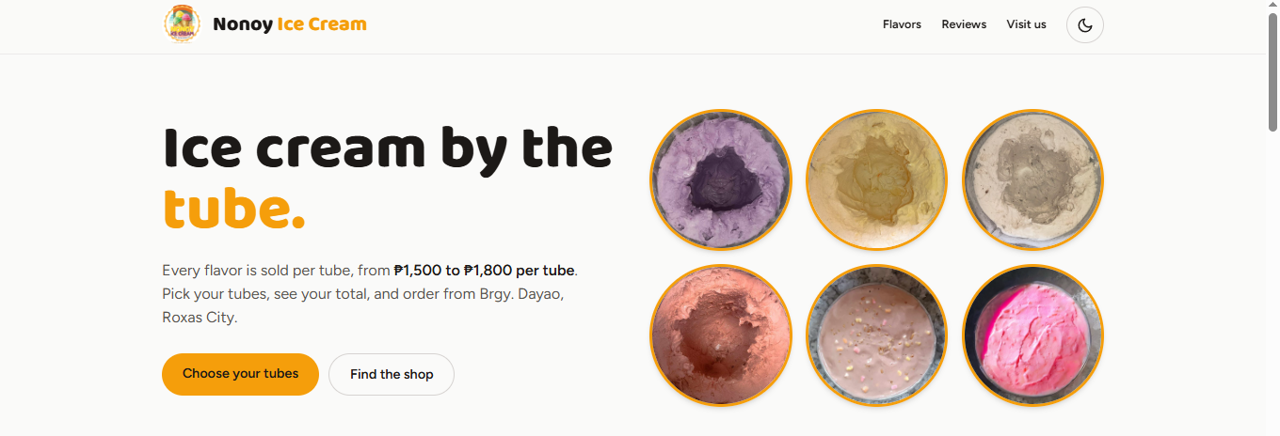 Nonoy Ice Cream
Flavors
Reviews
Visit us
Ice cream by the
tube.
Every flavor is sold per tube, from ₱1,500 to ₱1,800 per tube.
Pick your tubes, see your total, and order from Brgy. Dayao,
Roxas City.
Choose your tubes
Find the shop